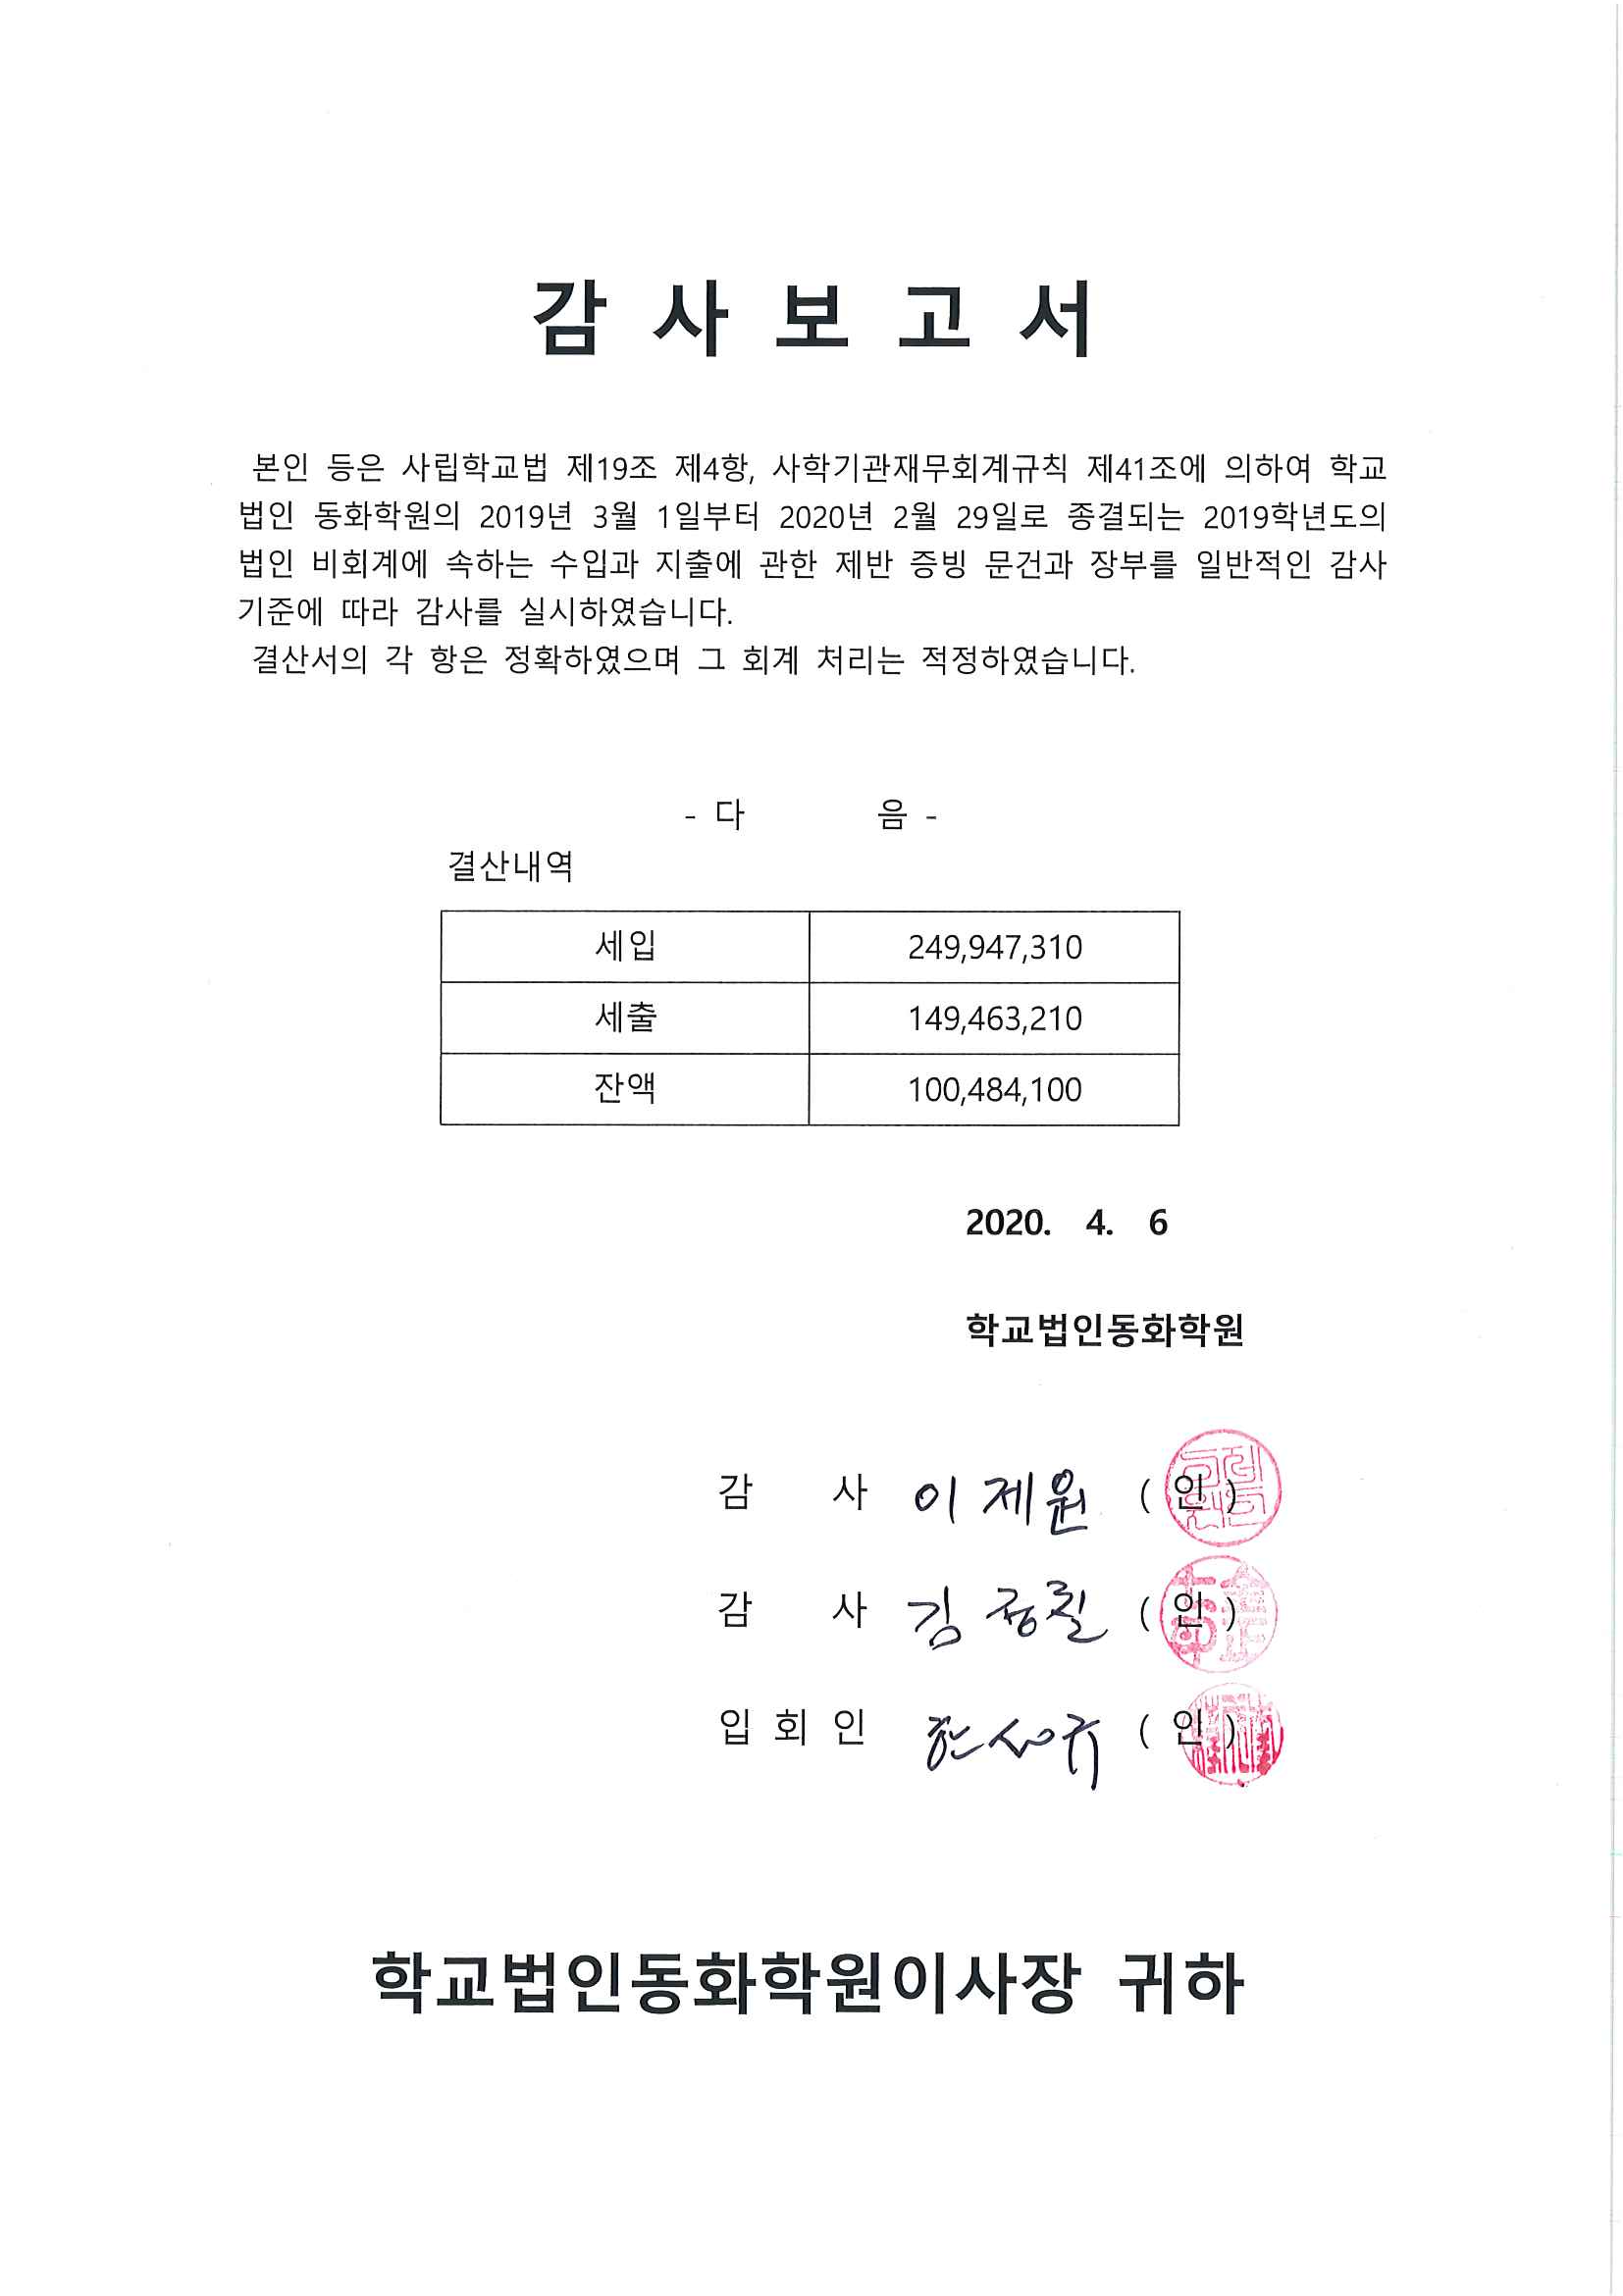 감 사 보 고 서
본인 등은 사립학교법 제19조 제4항, 사학기관재무회계규칙 제41조에 의하여 학교
법인 동화학원의 2019년 3월 1일부터 2020년 2월 29일로 종결되는 2019학년도의
법인 비회계에 속하는 수입과 지출에 관한 제반 증빙 문건과 장부를 일반적인 감사
기준에 따라 감사를 실시하였습니다.
결산서의 각 항은 정확하였으며 그 회계 처리는 적정하였습니다.
- 다 음 -
결산내역
세입 249,947,310
세출 149,463,210
잔액 100,484,100
2020. 4. 6
학교법인동화학원
감 사 이제원 ( 인 )
감 사 김 ( 인 )
입 회 인 ( 인 )
학교법인동화학원이사장 귀하